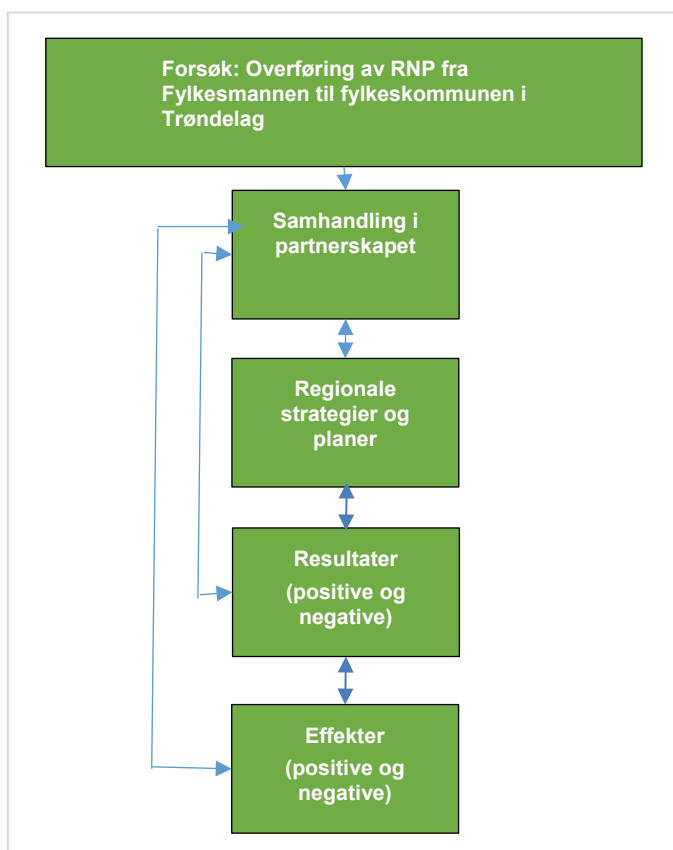 Forsøk: Overføring av RNP fra
Fylkesmannen til fylkeskommunen i
Trøndelag
Samhandling i
partnerskapet
Regionale
strategier og
planer
Resultater
(positive og
negative)
Effekter
(positive og
negative)